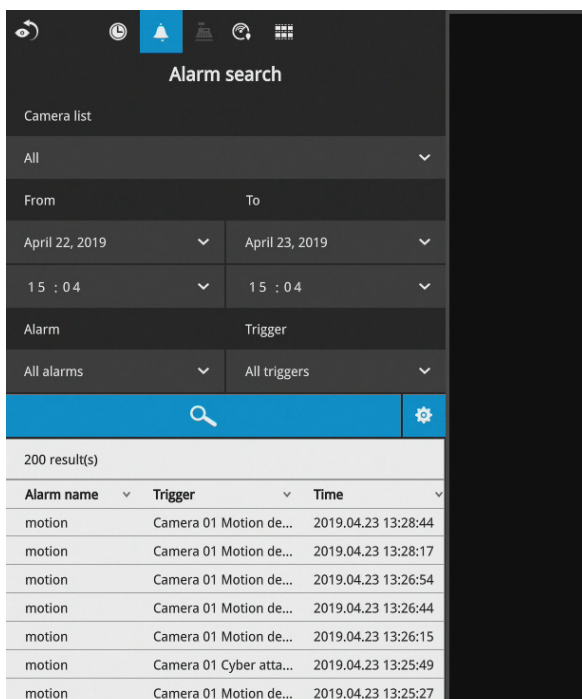 Alarm search
Camera list
All
From To
April 22, 2019 April 23, 2019
15 : 04 15 : 04
Alarm Trigger
All alarms All triggers
200 result(s)
Alarm name Trigger Time
motion Camera 01 Motion de... 2019.04.23 13:28:44
motion Camera 01 Motion de... 2019.04.23 13:28:17
motion Camera 01 Motion de... 2019.04.23 13:26:54
motion Camera 01 Motion de... 2019.04.23 13:26:44
motion Camera 01 Motion de... 2019.04.23 13:26:15
motion Camera 01 Cyber atta... 2019.04.23 13:25:49
motion Camera 01 Motion de... 2019.04.23 13:25:27